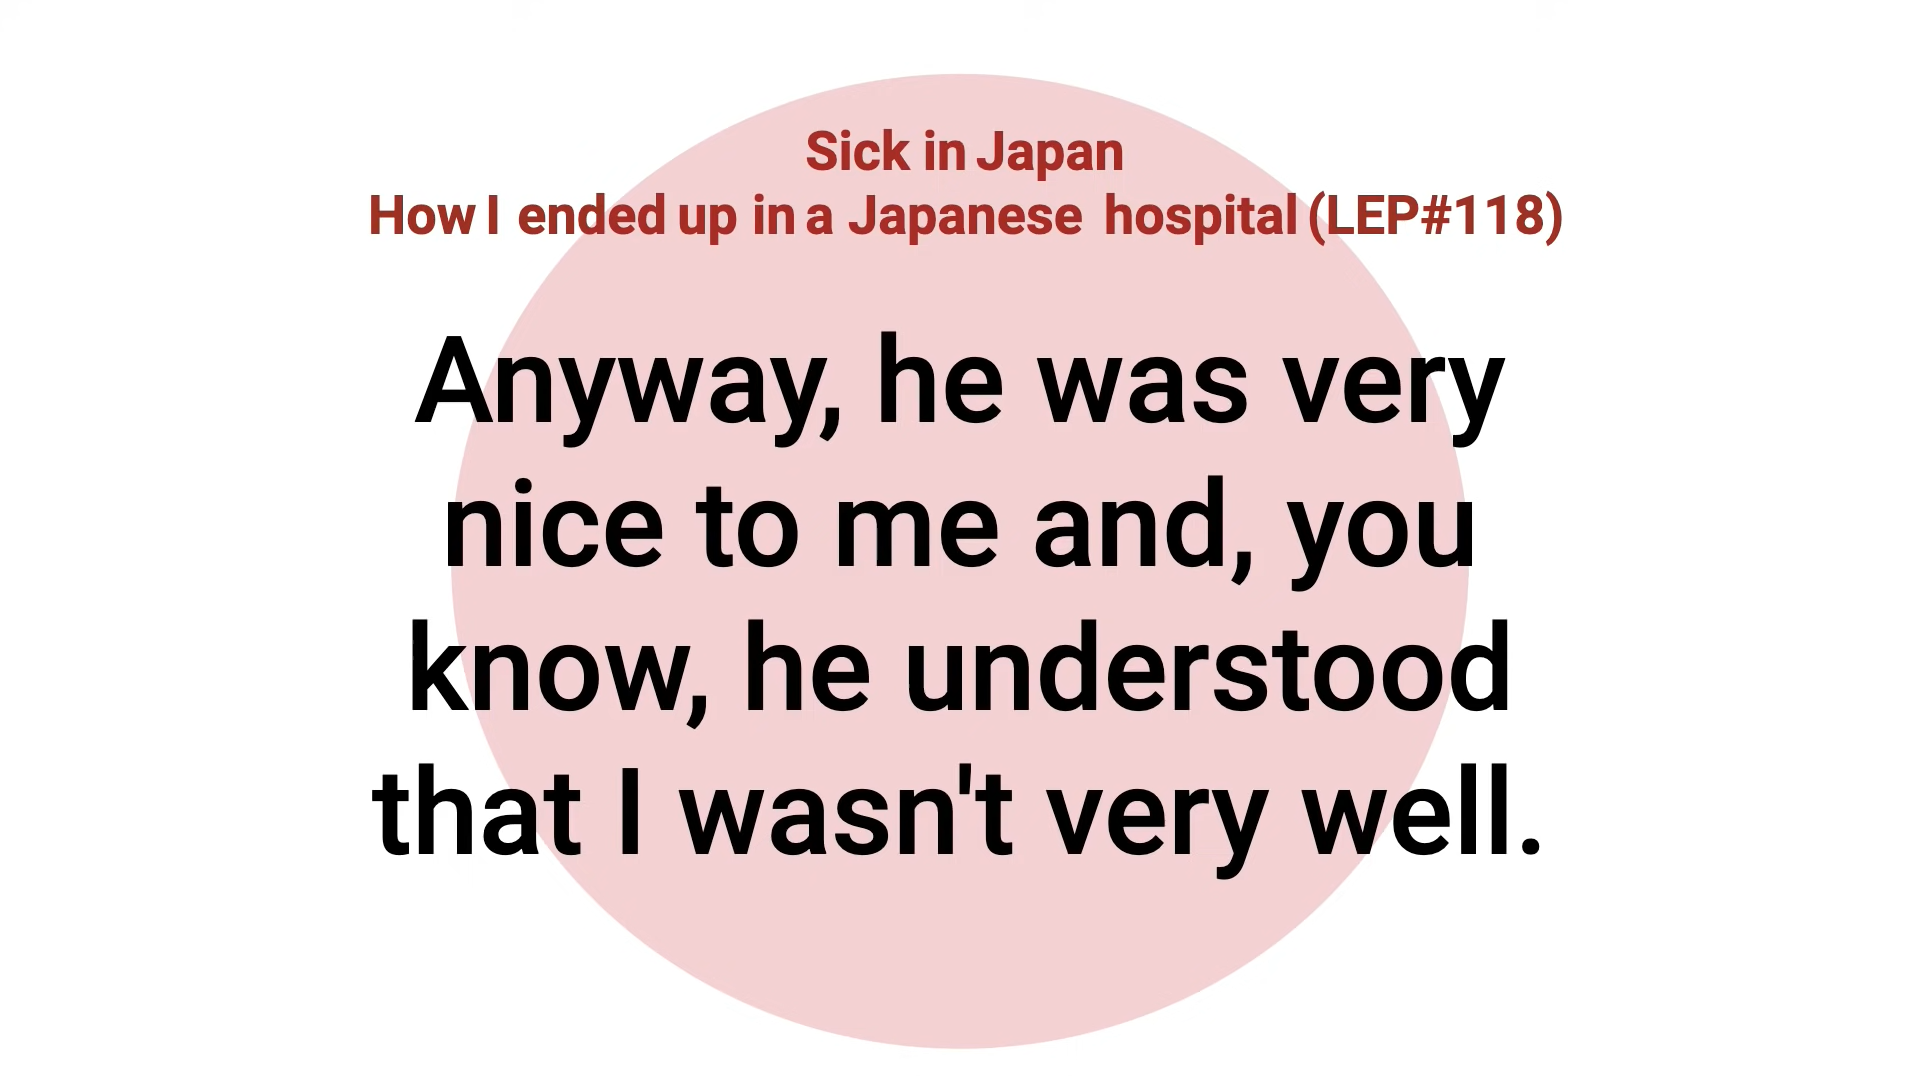 Sick in Japan
How I ended up in a Japanese hospital (LEP#118)
Anyway, he was very
nice to me and, you
know, he understood
that I wasn't very well.